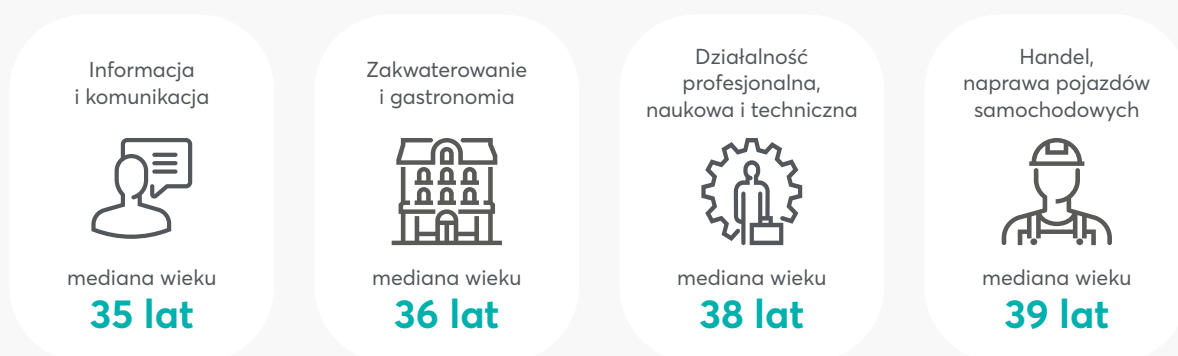 Informacja
i komunikacja
mediana wieku
35 lat
Zakwaterowanie
i gastronomia
mediana wieku
36 lat
Działalność
profesjonalna,
naukowa i techniczna
mediana wieku
38 lat
Handel,
naprawa pojazdów
samochodowych
mediana wieku
39 lat